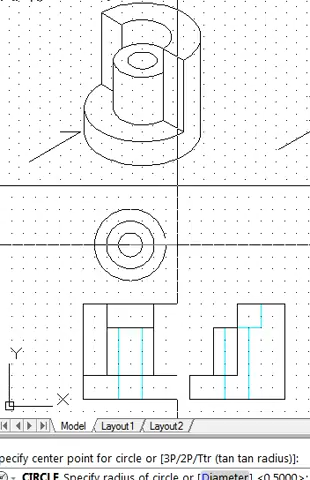 Y
X
Model Layout1 Layout2
pecify center point for circle or [3P/2P/Ttr (tan tan radius)]:
CIRCLE Specify radius of circle or [Diameter] <0.5000>: